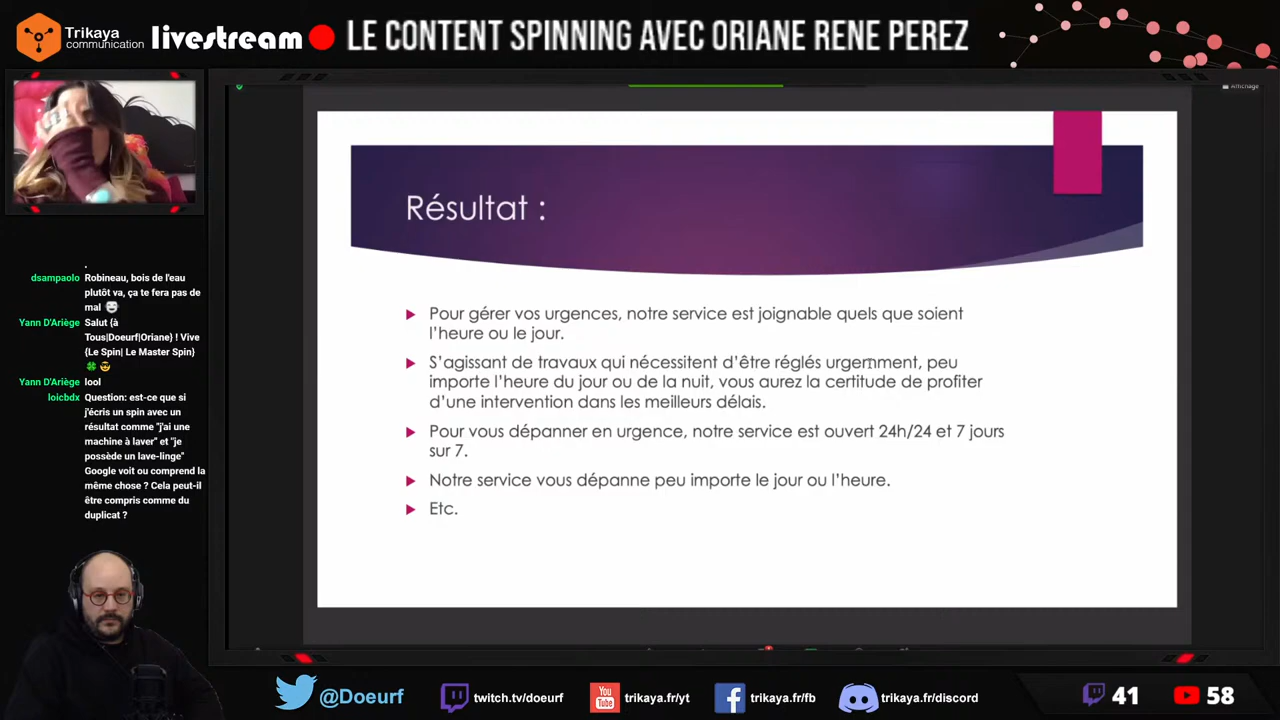 Trikaya
communication
livestream
LE CONTENT SPINNING AVEC ORIANE RENE PEREZ
Affichage
Résultat :
Pour gérer vos urgences, notre service est joignable quels que soient
l'heure ou le jour.
S'agissant de travaux qui nécessitent d'être réglés urgemment, peu
importe l'heure du jour ou de la nuit, vous aurez la certitude de profiter
d'une intervention dans les meilleurs délais.
Pour vous dépanner en urgence, notre service est ouvert 24h/24 et 7 jours
sur 7.
Notre service vous dépanne peu importe le jour ou l'heure.
Etc.
dsampaolo Robineau, bois de l'eau
plutôt va, ça te fera pas de
mal
Yann D'Ariège Salut {à
Tous|Doeurf|Oriane} ! Vive
{Le Spin| Le Master Spin}
Yann D'Ariège lool
loicbdx Question: est-ce que si
j'écris un spin avec un
résultat comme "j'ai une
machine à laver" et "je
possède un lave-linge"
Google voit ou comprend la
même chose ? Cela peut-il
être compris comme du
duplicat ?
@Doeurf
twitch.tv/doeurf
You
Tube
trikaya.fr/yt
trikaya.fr/fb
trikaya.fr/discord
41
58